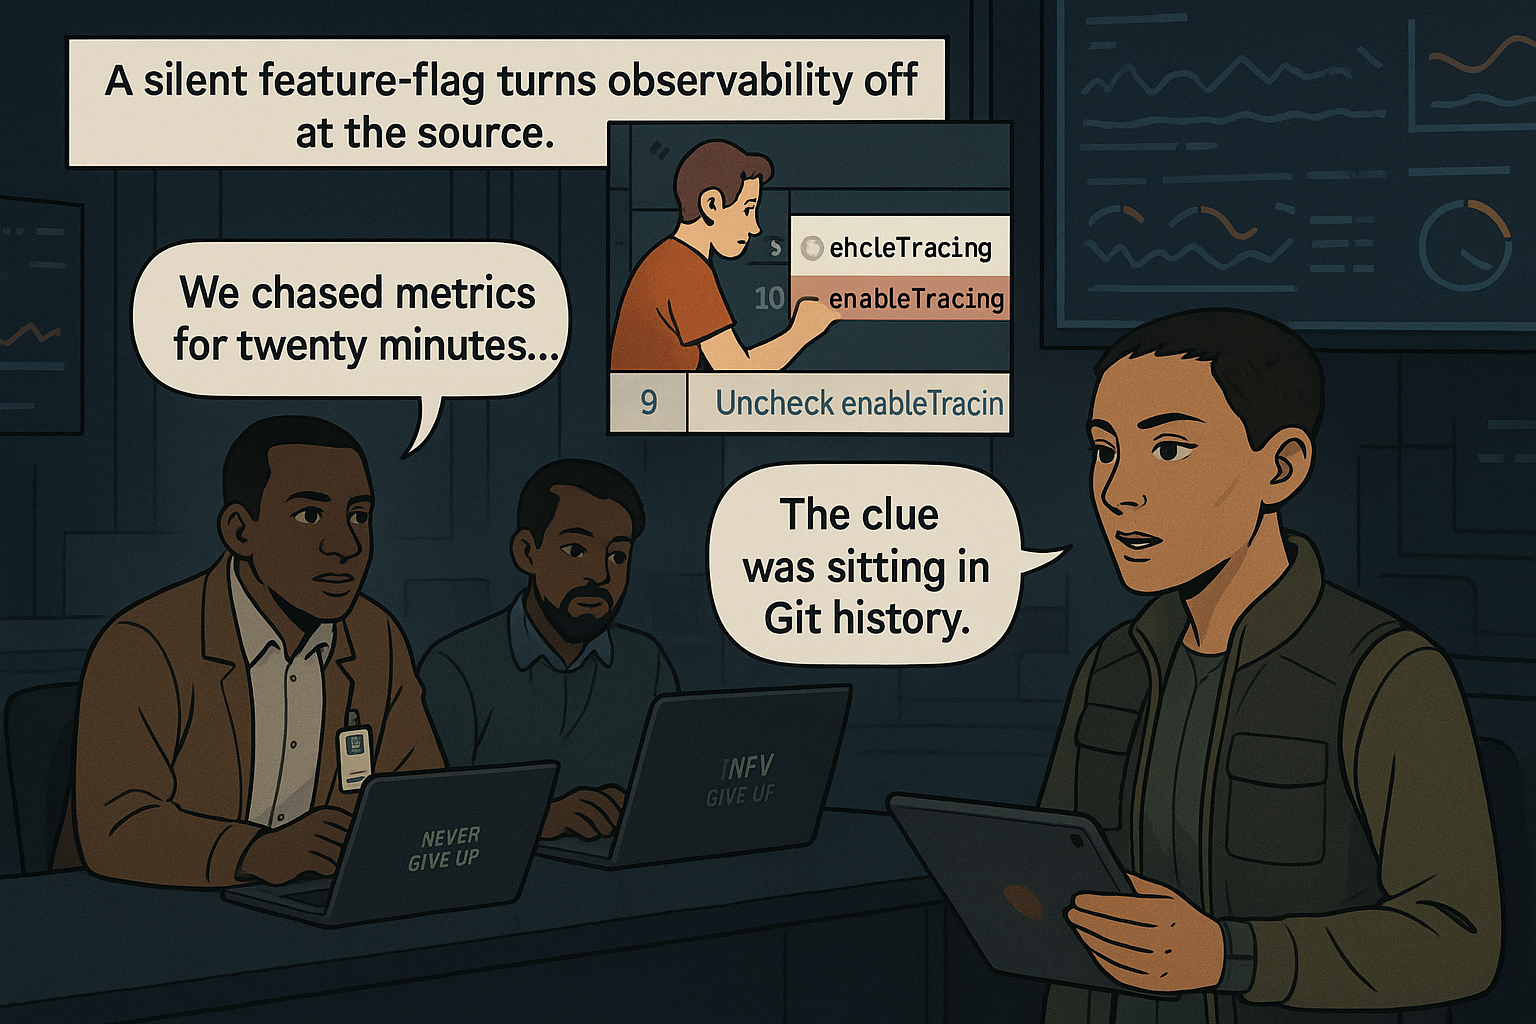 A silent feature-flag turns observability off
at the source.
We chased metrics
for twenty minutes...
$
ehcleTracing
10
enableTracing
9
Uncheck enableTracin
The clue
was sitting in
Git history.
NEVER
GIVE UP
INFV
GIVE UF